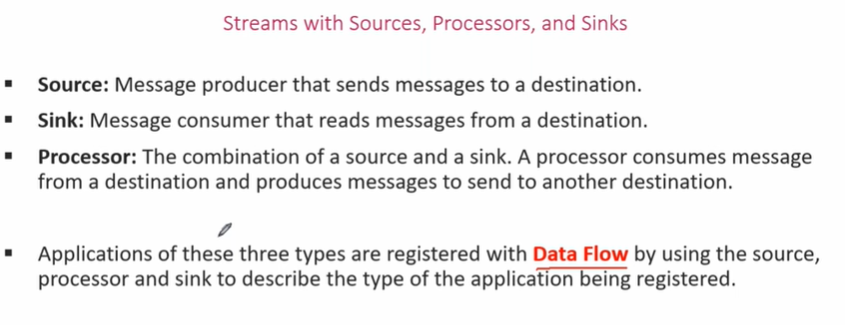 Streams with Sources, Processors, and Sinks
▪ Source: Message producer that sends messages to a destination.
▪ Sink: Message consumer that reads messages from a destination.
▪ Processor: The combination of a source and a sink. A processor consumes message
from a destination and produces messages to send to another destination.
▪ Applications of these three types are registered with Data Flow by using the source,
processor and sink to describe the type of the application being registered.